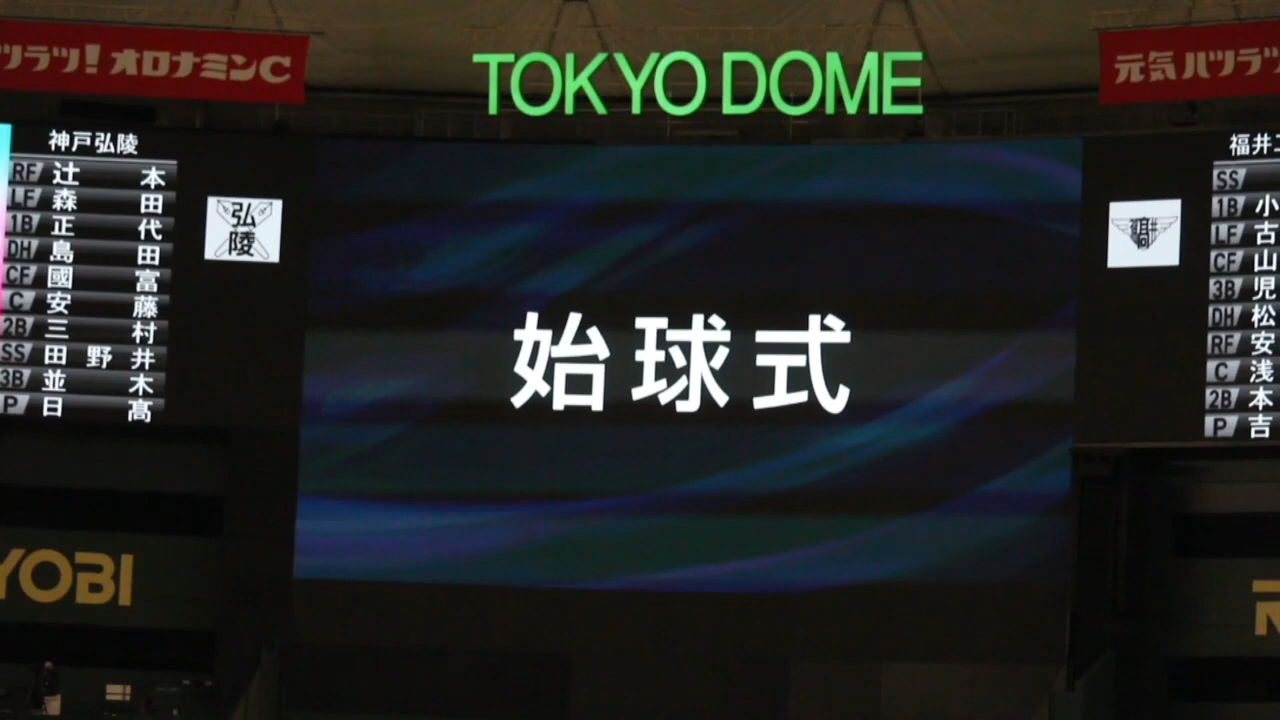 ツラツ! オロナミンC
TOKYO DOME
元気ハツラツ
神戸弘陵
RF 辻本
LF 森田
1B 正代
DH 島田
CF 國富
C 安藤
2B 三村
SS 田野井
3B 並木
P 日髙
弘陵
始球式
福井工
SS
1B 小
LF 古
CF 山
3B 児
DH 松
RF 安
C 浅
2B 本
P 吉
YOBI